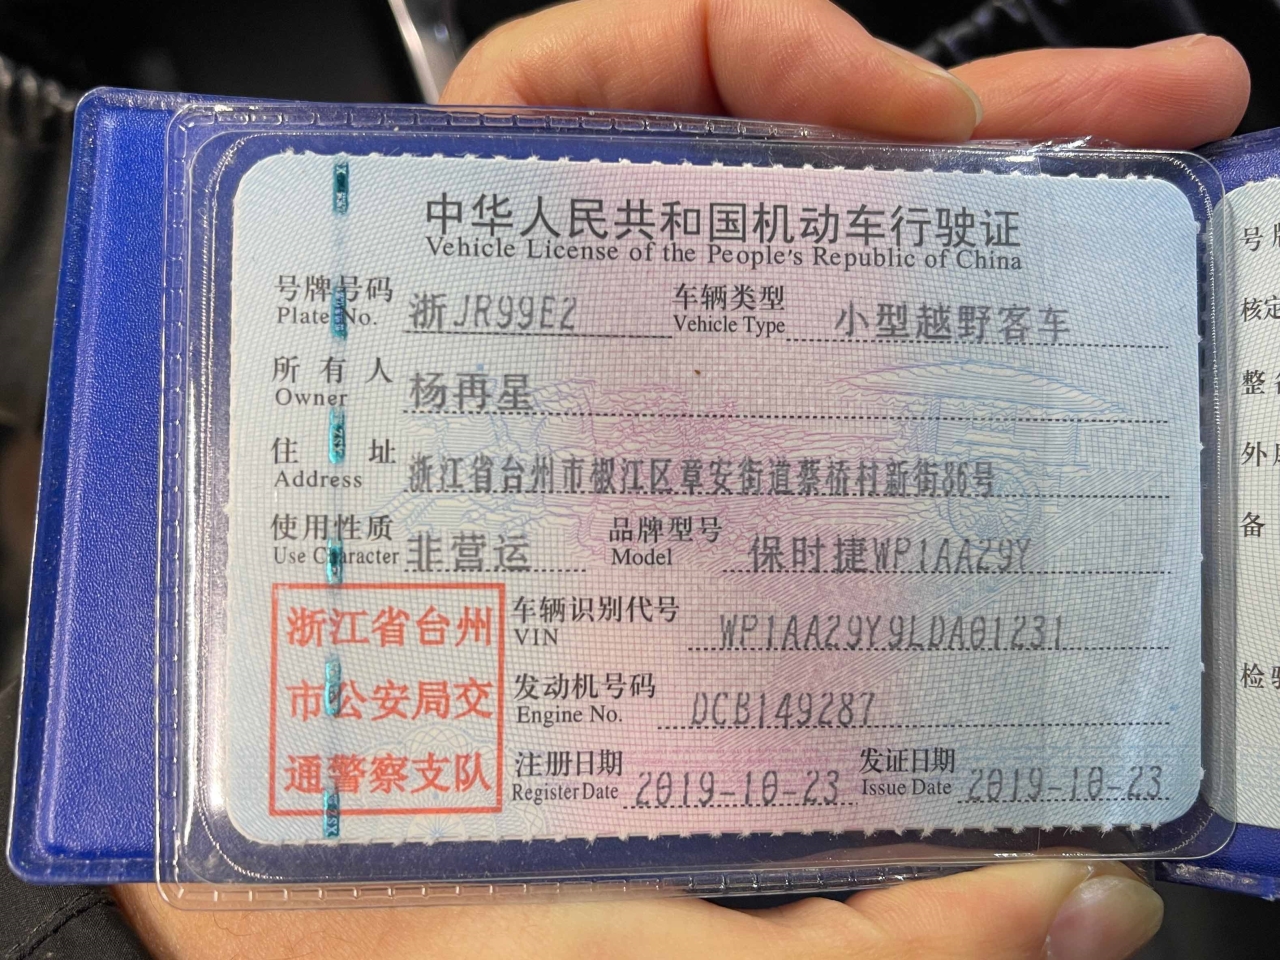 中华人民共和国机动车行驶证
Vehicle License of the People's Republic of China
号牌号码 浙JR99E2 车辆类型 小型越野客车
Plate No. Vehicle Type
所有人 杨再星
Owner
住址 浙江省台州市椒江区章安街道蔡桥村新街86号
Address
使用性质 非营运 品牌型号 保时捷WP1AA29Y
Use Character Model
浙江省台州
市公安局交
通警察支队
车辆识别代号 WP1AA29Y9LDA01231
VIN
发动机号码 DCB149287
Engine No.
注册日期 2019-10-23 发证日期 2019-10-23
Register Date Issue Date
号
核定
整
外
备
检验